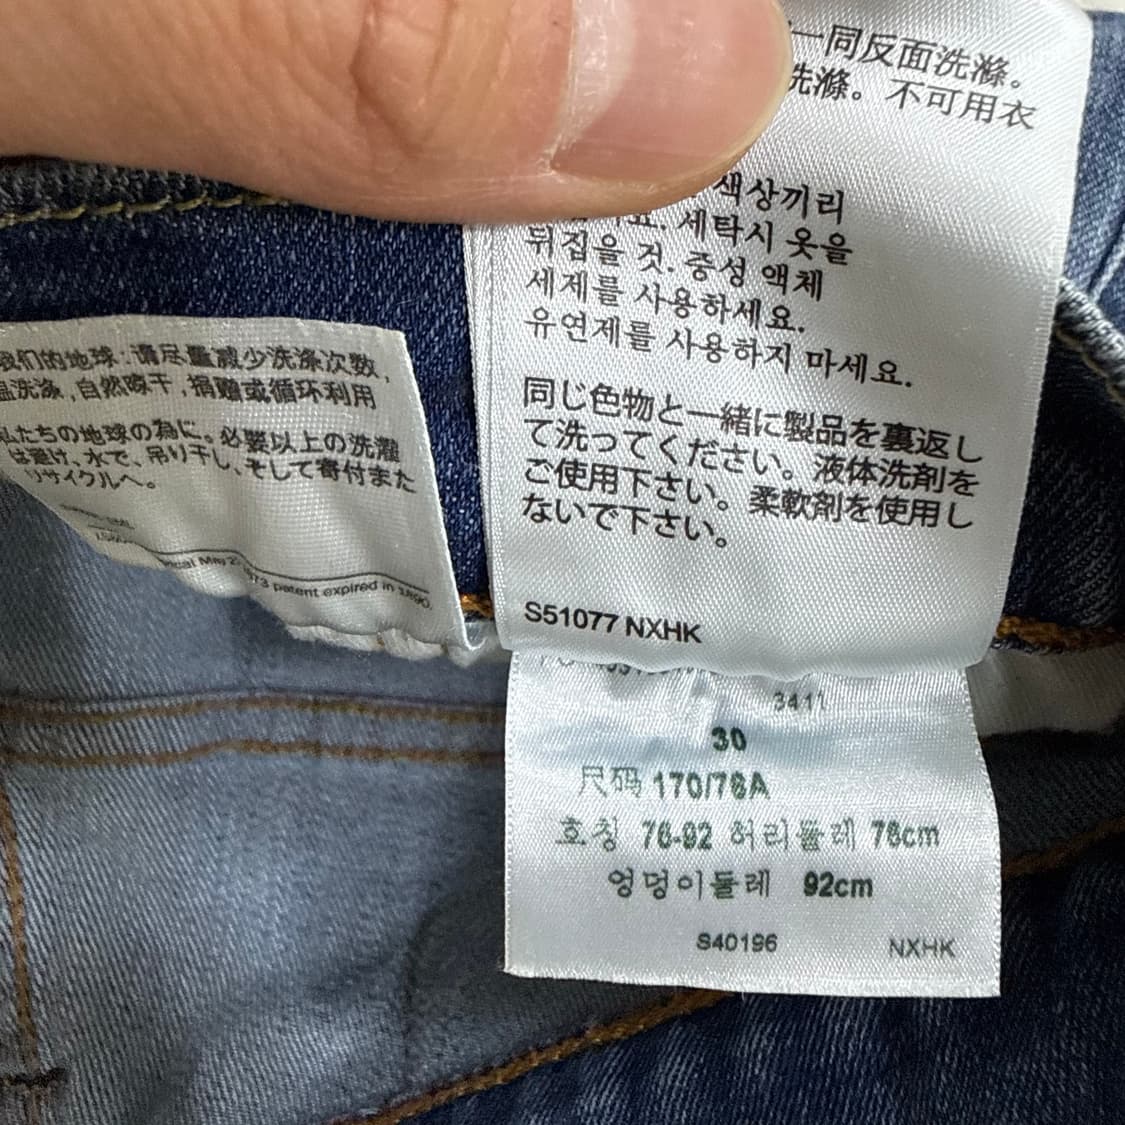 一同反面洗滌。
洗滌。不可用衣
색상끼리
요. 세탁시 옷을
뒤집을 것. 중성 액체
세제를 사용하세요.
유연제를 사용하지 마세요.
同じ色物と一緒に製品を裏返し
て洗ってください。液体洗剤を
ご使用下さい。柔軟剤を使用し
ないで下さい。
S51077 NXHK
我们的地球:请尽量减少洗涤次数,
温洗涤,自然晾干,捐赠或循环利用
私たちの地球の為に。必要以上の洗濯
は避け、水で、吊り干し、そして寄付また
リサイクルへ。
patent expired in 1890.
3411
30
尺码 170/76A
호칭 76-92 허리둘레 76cm
엉덩이둘레 92cm
S40196 NXHK